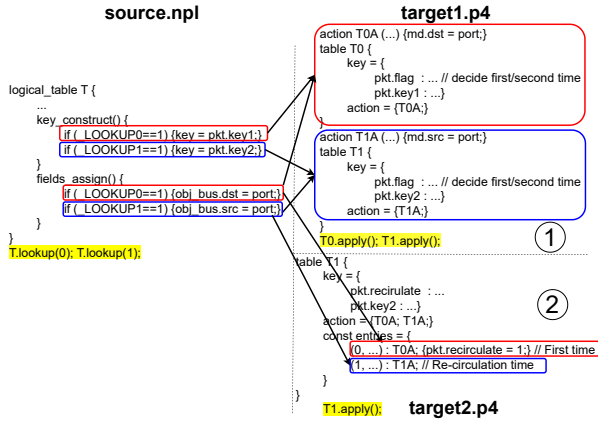 source.npl
logical_table T {
...
key_construct() {
if (_LOOKUP0==1) {key = pkt.key1;}
if (_LOOKUP1==1) {key = pkt.key2;}
}
fields_assign() {
if (_LOOKUP0==1) {obj_bus.dst = port;}
if (_LOOKUP1==1) {obj_bus.src = port;}
}
}
T.lookup(0); T.lookup(1);
target1.p4
action T0A (...) {md.dst = port;}
table T0 {
key = {
pkt.flag : ... // decide first/second time
pkt.key1 : ...}
action = {T0A;}
}
action T1A (...) {md.src = port;}
table T1 {
key = {
pkt.flag : ... // decide first/second time
pkt.key2 : ...}
action = {T1A;}
}
T0.apply(); T1.apply();
1
table T1 {
key = {
pkt.recirulate : ...
pkt.key2 : ...}
action = {T0A; T1A;}
const entries = {
(0, ...) : T0A; {pkt.recirculate = 1;} // First time
(1, ...) : T1A; // Re-circulation time
}
}
T1.apply();
2
target2.p4